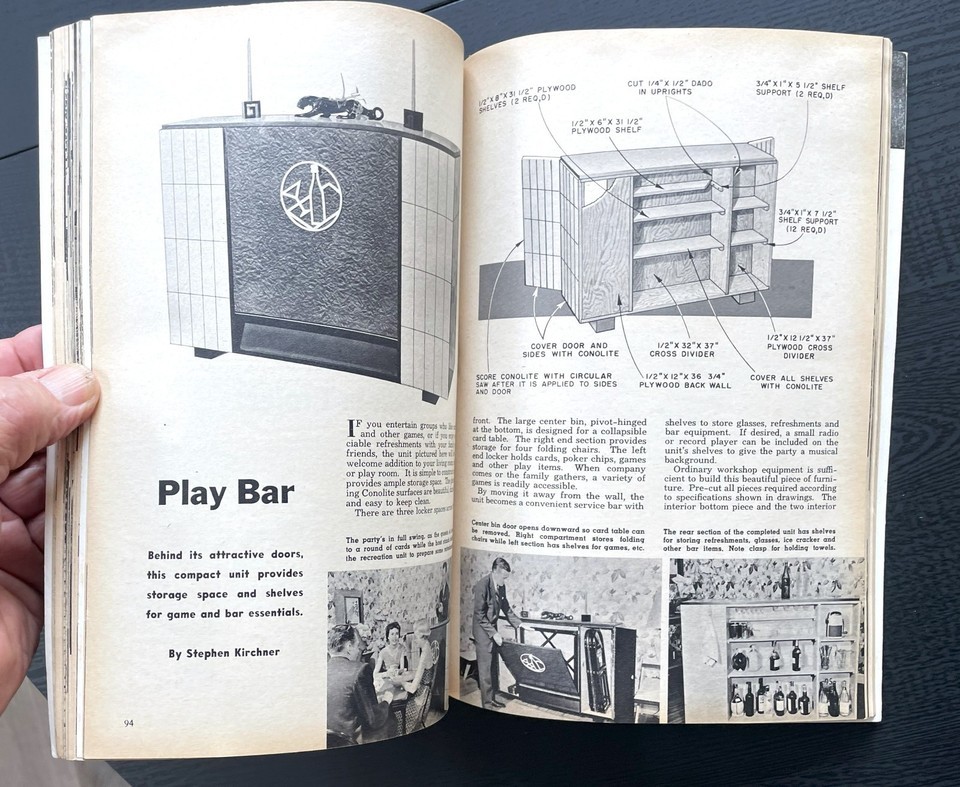 Play Bar
Behind its attractive doors,
this compact unit provides
storage space and shelves
for game and bar essentials.
By Stephen Kirchner
IF you entertain groups who
and other games, or if you
ciable refreshments with your
friends, the unit pictured here
welcome addition to your living
or play room. It is simple to
provides ample storage space. The
ing Conolite surfaces are beautiful,
and easy to keep clean.
There are three locker spaces
The party's in full swing, as the
to a round of cards while the host
the recreation unit to prepare some
94
1/2"X 8"X 31 1/2" PLYWOOD
SHELVES (2 REQ,D)
CUT 1/4"X 1/2" DADO
IN UPRIGHTS
3/4"X 1"X 5 1/2" SHELF
SUPPORT (2 REQ,D)
1/2"X 6"X 31 1/2"
PLYWOOD SHELF
3/4"X 1"X 7 1/2"
SHELF SUPPORT
(12 REQ,D)
COVER DOOR AND
SIDES WITH CONOLITE
1/2"X 32"X 37"
CROSS DIVIDER
1/2"X 12 1/2"X 37"
PLYWOOD CROSS
DIVIDER
SCORE CONOLITE WITH CIRCULAR
SAW AFTER IT IS APPLIED TO SIDES
AND DOOR
1/2"X 12"X 36 3/4"
PLYWOOD BACK WALL
COVER ALL SHELVES
WITH CONOLITE
front. The large center bin, pivot-hinged
at the bottom, is designed for a collapsible
card table. The right end section provides
storage for four folding chairs. The left
end locker holds cards, poker chips, games
and other play items. When company
comes or the family gathers, a variety of
games is readily accessible.
By moving it away from the wall, the
unit becomes a convenient service bar with
shelves to store glasses, refreshments and
bar equipment. If desired, a small radio
or record player can be included on the
unit's shelves to give the party a musical
background.
Ordinary workshop equipment is suffi-
cient to build this beautiful piece of furni-
ture. Pre-cut all pieces required according
to specifications shown in drawings. The
interior bottom piece and the two interior
Center bin door opens downward so card table can
be removed. Right compartment stores folding
chairs while left section has shelves for games, etc.
The rear section of the completed unit has shelves
for storing refreshments, glasses, ice cracker and
other bar items. Note clasp for holding towels.